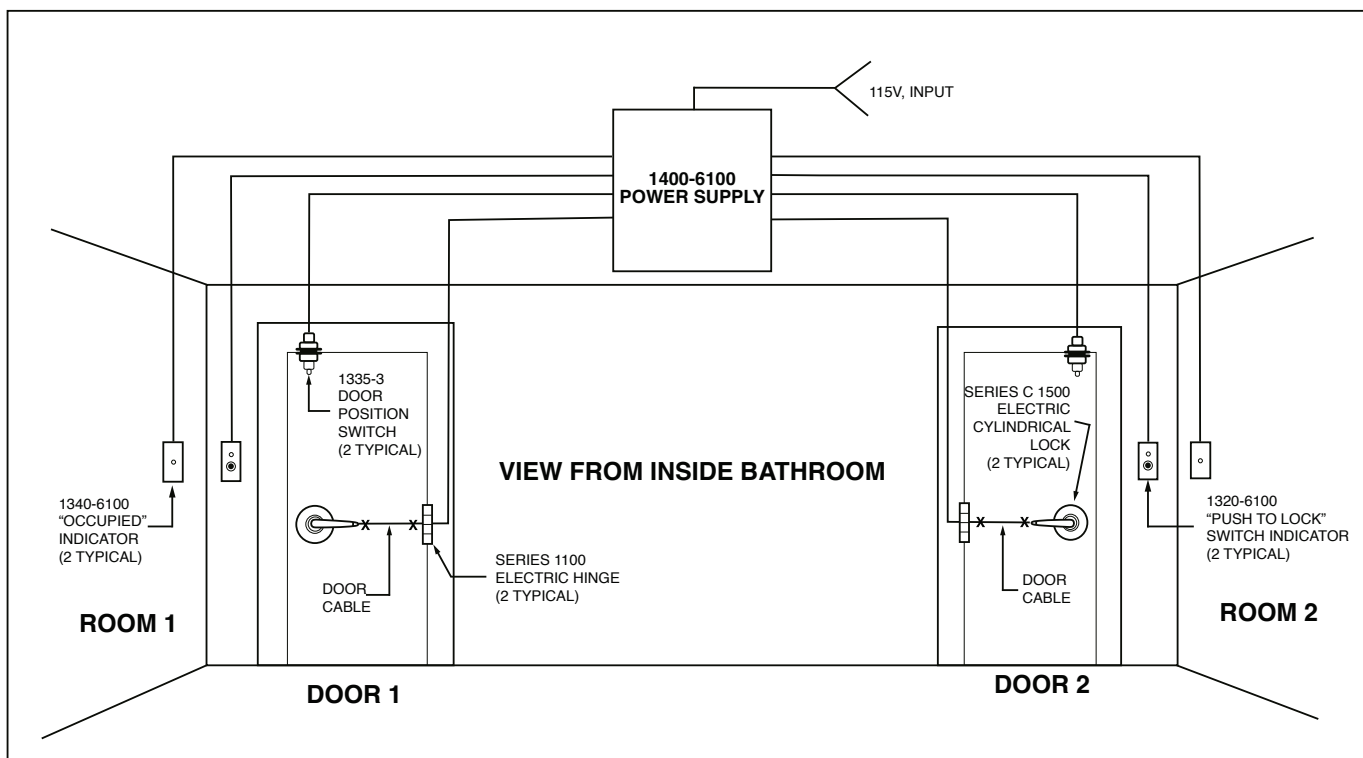 115V, INPUT
1400-6100
POWER SUPPLY
1335-3
DOOR
POSITION
SWITCH
(2 TYPICAL)
SERIES C 1500
ELECTRIC
CYLINDRICAL
LOCK
(2 TYPICAL)
VIEW FROM INSIDE BATHROOM
1340-6100
“OCCUPIED”
INDICATOR
(2 TYPICAL)
1320-6100
“PUSH TO LOCK”
SWITCH INDICATOR
(2 TYPICAL)
X X
X X
SERIES 1100
ELECTRIC HINGE
(2 TYPICAL)
DOOR
CABLE
DOOR
CABLE
ROOM 1
ROOM 2
DOOR 1
DOOR 2